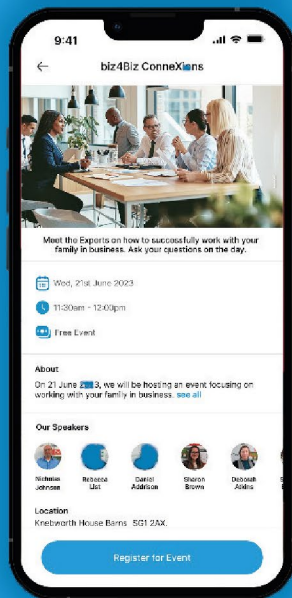 9:41
biz4Biz ConneXions
Meet the Experts on how to successfully work with your
family in business. Ask your questions on the day.
Wed, 21st June 2023
11:30am - 12:00pm
Free Event
About
On 21 June 2023, we will be hosting an event focusing on
working with your family in business. see all
Our Speakers
Nicholas Rebecca Daniel Sharon Deborah
Johnson List Addison Brown Atkins
Location
Knebworth House Barns SG1 2AX.
Register for Event